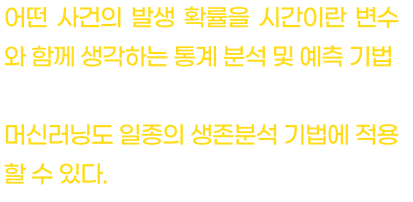 어떤 사건의 발생 확률을 시간이란 변수
와 함께 생각하는 통계 분석 및 예측 기법
머신러닝도 일종의 생존분석 기법에 적용
할 수 있다.